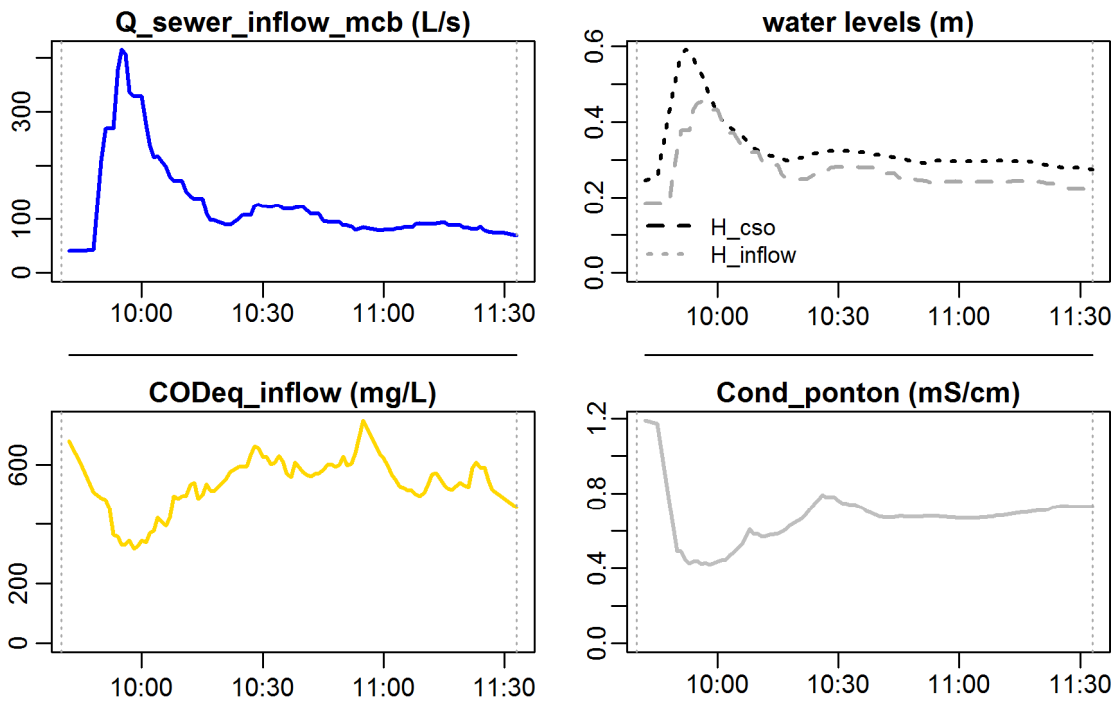 Q_sewer_inflow_mcb (L/s)
300
100
0
10:00 10:30 11:00 11:30
water levels (m)
0.6
0.4
0.2
0.0
H_cso
H_inflow
10:00 10:30 11:00 11:30
CODeq_inflow (mg/L)
600
200
0
10:00 10:30 11:00 11:30
Cond_ponton (mS/cm)
1.2
0.8
0.4
0.0
10:00 10:30 11:00 11:30